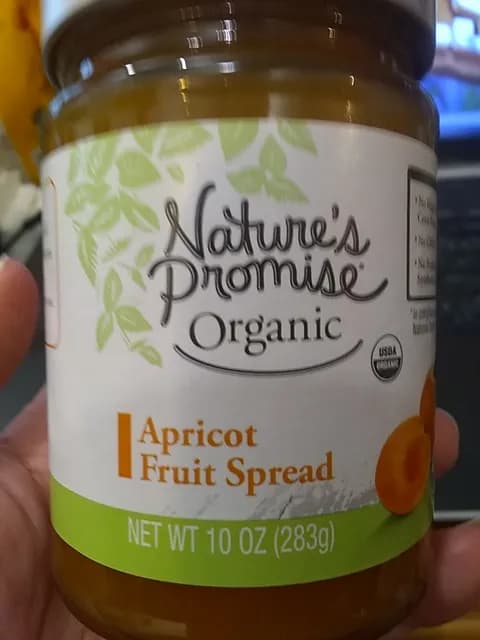 Nature's
Promise
Organic
USDA
ORGANIC
Apricot
Fruit Spread
NET WT 10 OZ (283g)